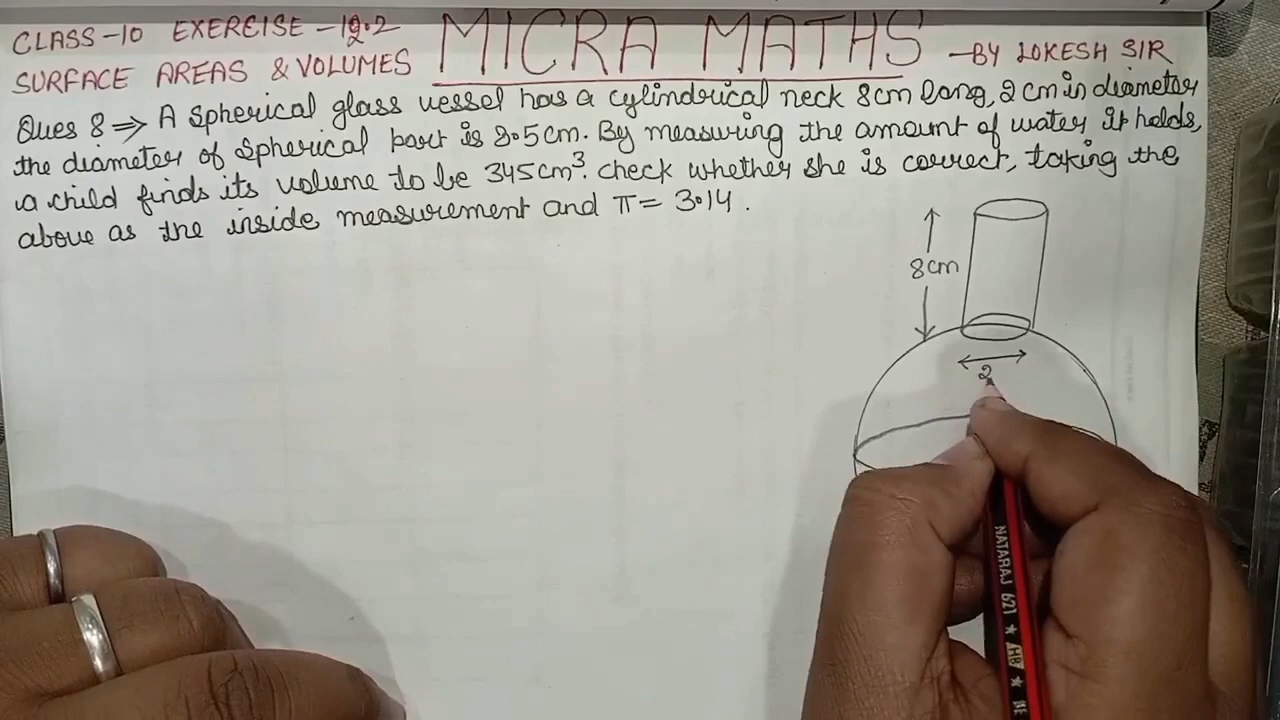 CLASS-10 EXERCISE-12.2
MICRA MATHS
-BY LOKESH SIR
SURFACE AREAS & VOLUMES
Ques 8 ⇒ A Spherical glass vessel has a cylindrical neck 8cm long, 2cm in diameter
the diameter of spherical part is 8.5cm. By measuring the amount of water it holds,
a child finds its volume to be 345cm³. check whether she is correct, taking the
above as the inside measurement and π = 3.14.
8cm
2
NATARAJ 621 ★ HB ★